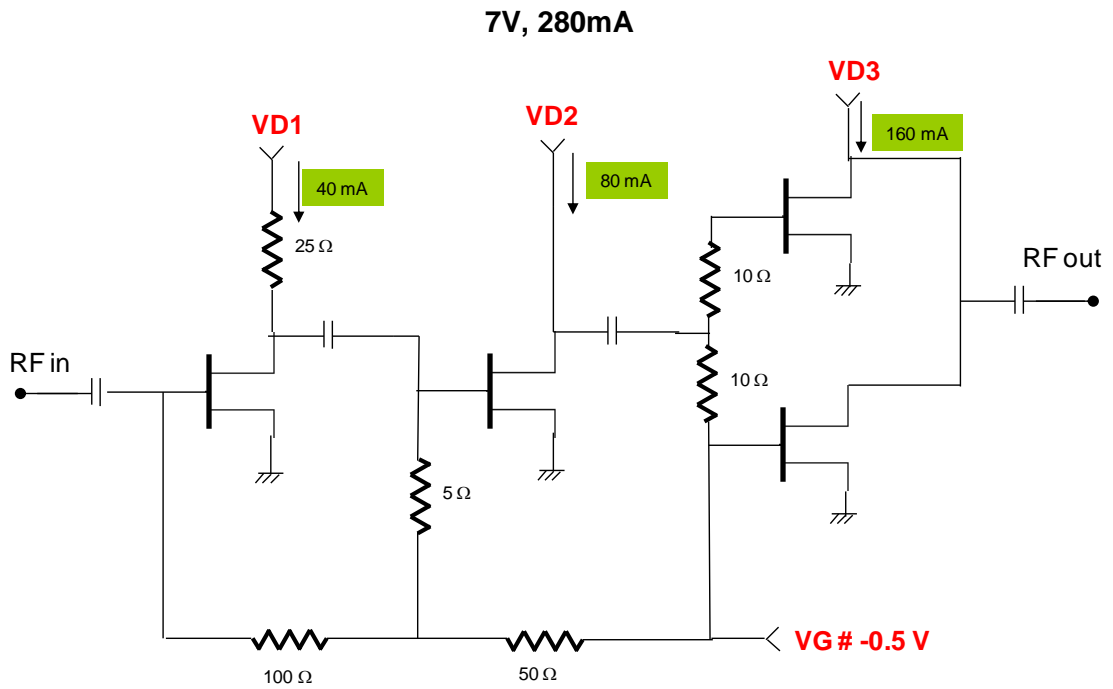 7V, 280mA
VD3
VD1
VD2
160 mA
40 mA
80 mA
25 Ω
10 Ω
RF out
RF in
10 Ω
5 Ω
VG # -0.5 V
100 Ω
50 Ω